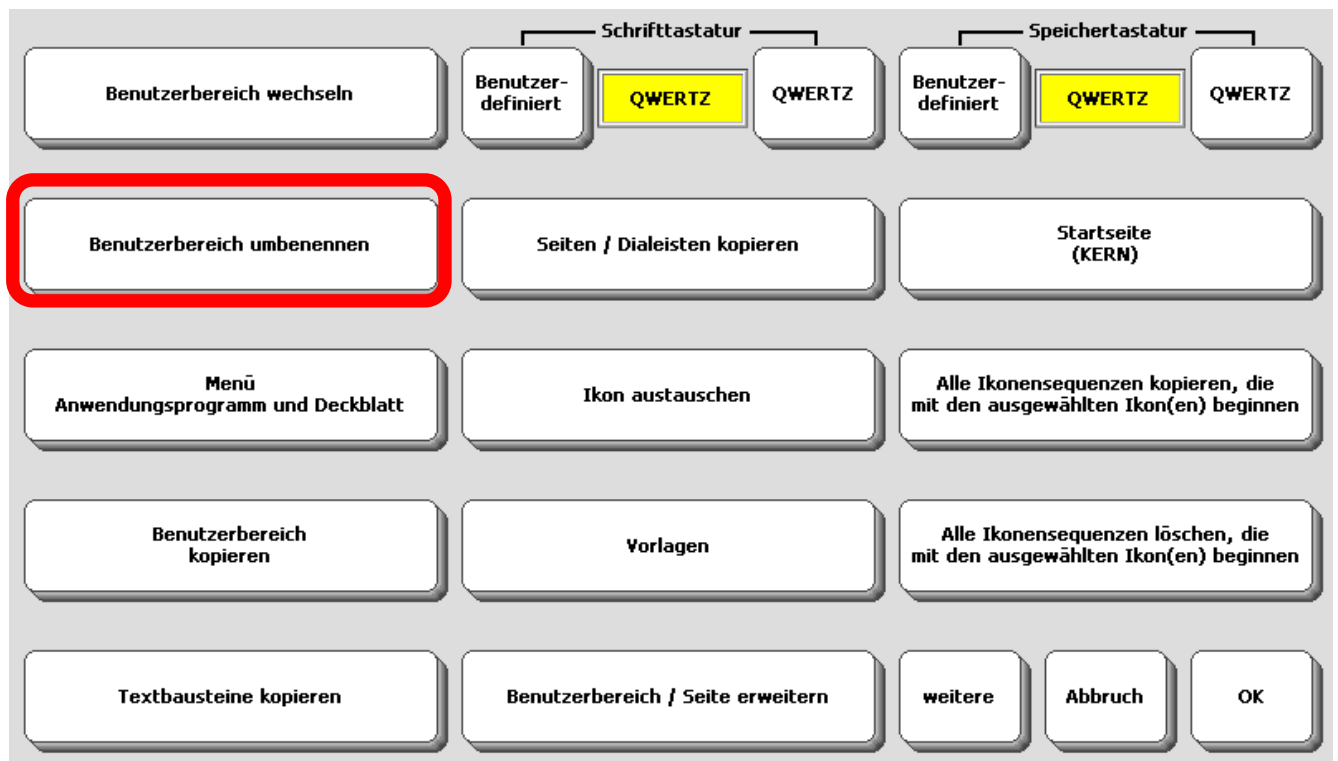 Schrifttastatur
Speichertastatur
Benutzerbereich wechseln
Benutzer-
definiert
QWERTZ
QWERTZ
Benutzer-
definiert
QWERTZ
QWERTZ
Benutzerbereich umbenennen
Seiten / Dialeisten kopieren
Startseite
(KERN)
Menü
Anwendungsprogramm und Deckblatt
Ikon austauschen
Alle Ikonensequenzen kopieren, die
mit den ausgewählten Ikon(en) beginnen
Benutzerbereich
kopieren
Vorlagen
Alle Ikonensequenzen löschen, die
mit den ausgewählten Ikon(en) beginnen
Textbausteine kopieren
Benutzerbereich / Seite erweitern
weitere
Abbruch
OK